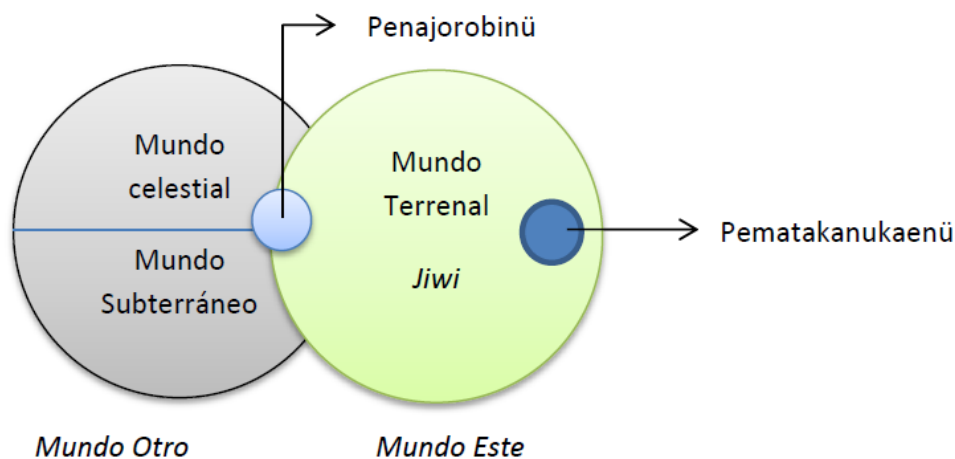 Penajorobinü
Mundo
celestial
Mundo
Subterráneo
Mundo
Terrenal
Jiwi
Pematakanukaenü
Mundo Otro
Mundo Este